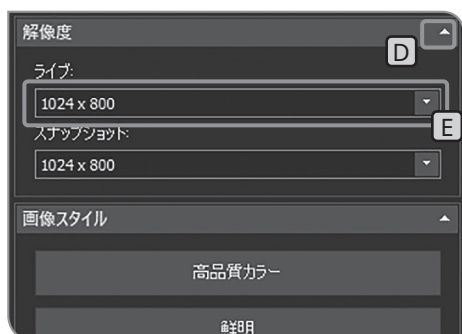 解像度
D
ライブ:
1024 x 800
E
スナップショット:
1024 x 800
画像スタイル
高品質カラー
鮮明